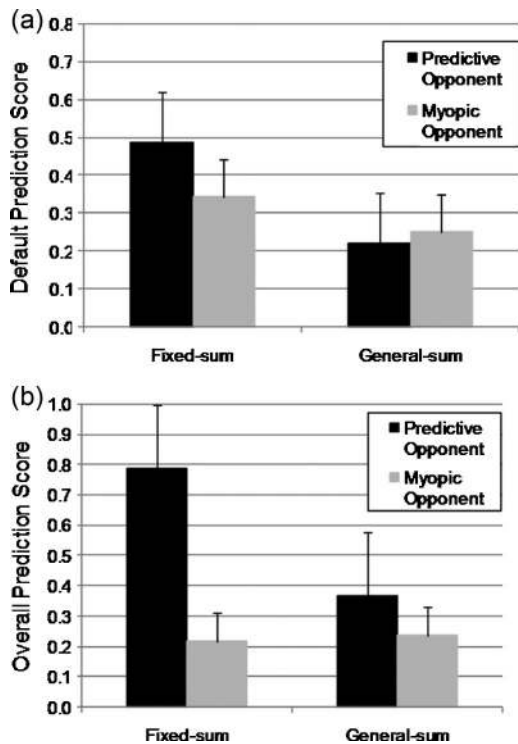 (a)
Default Prediction Score
0.8
0.7
0.6
0.5
0.4
0.3
0.2
0.1
0.0
Predictive
Opponent
Myopic
Opponent
Fixed-sum
General-sum
(b)
Overall Prediction Score
1.0
0.9
0.8
0.7
0.6
0.5
0.4
0.3
0.2
0.1
0.0
Predictive
Opponent
Myopic
Opponent
Fixed-sum
General-sum